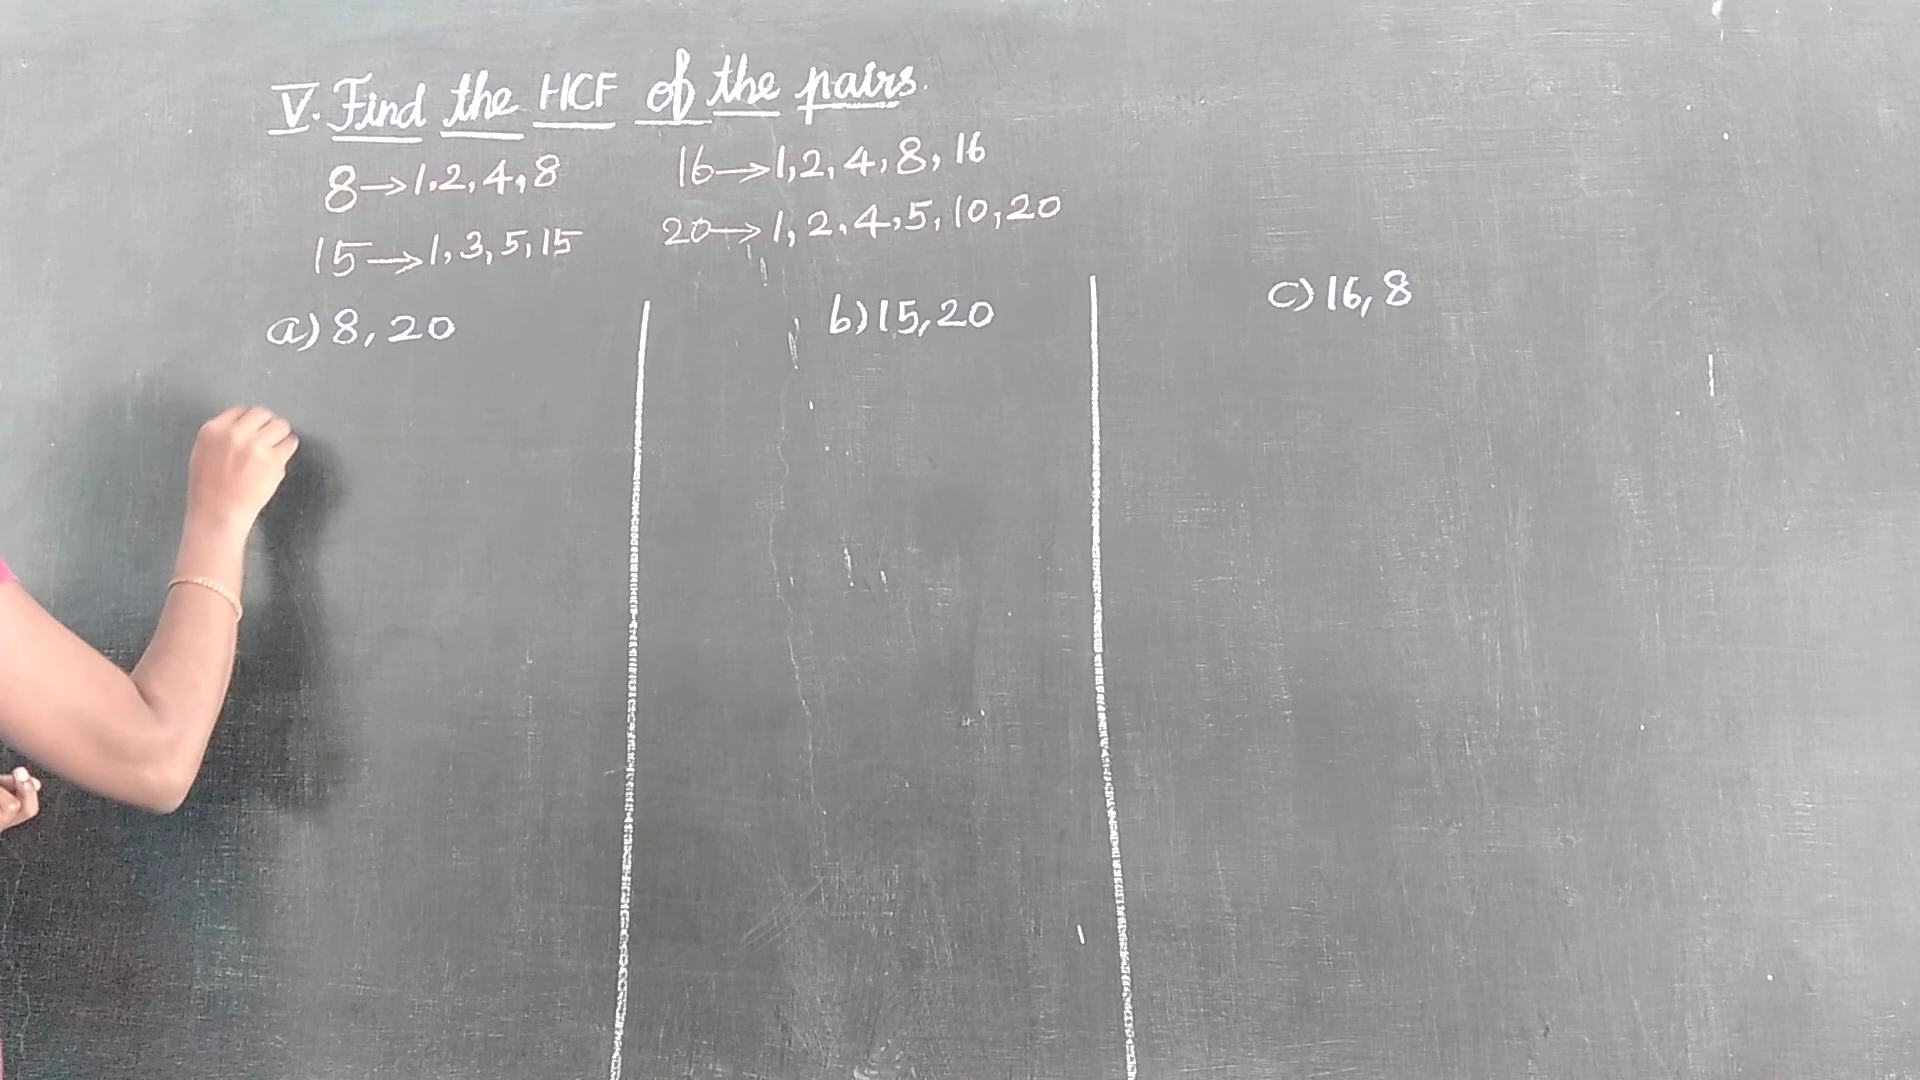 V. Find the HCF of the pairs.
8→1,2,4,8 16→1,2,4,8,16
15→1,3,5,15 20→1,2,4,5,10,20
a) 8, 20 b) 15, 20 c) 16, 8